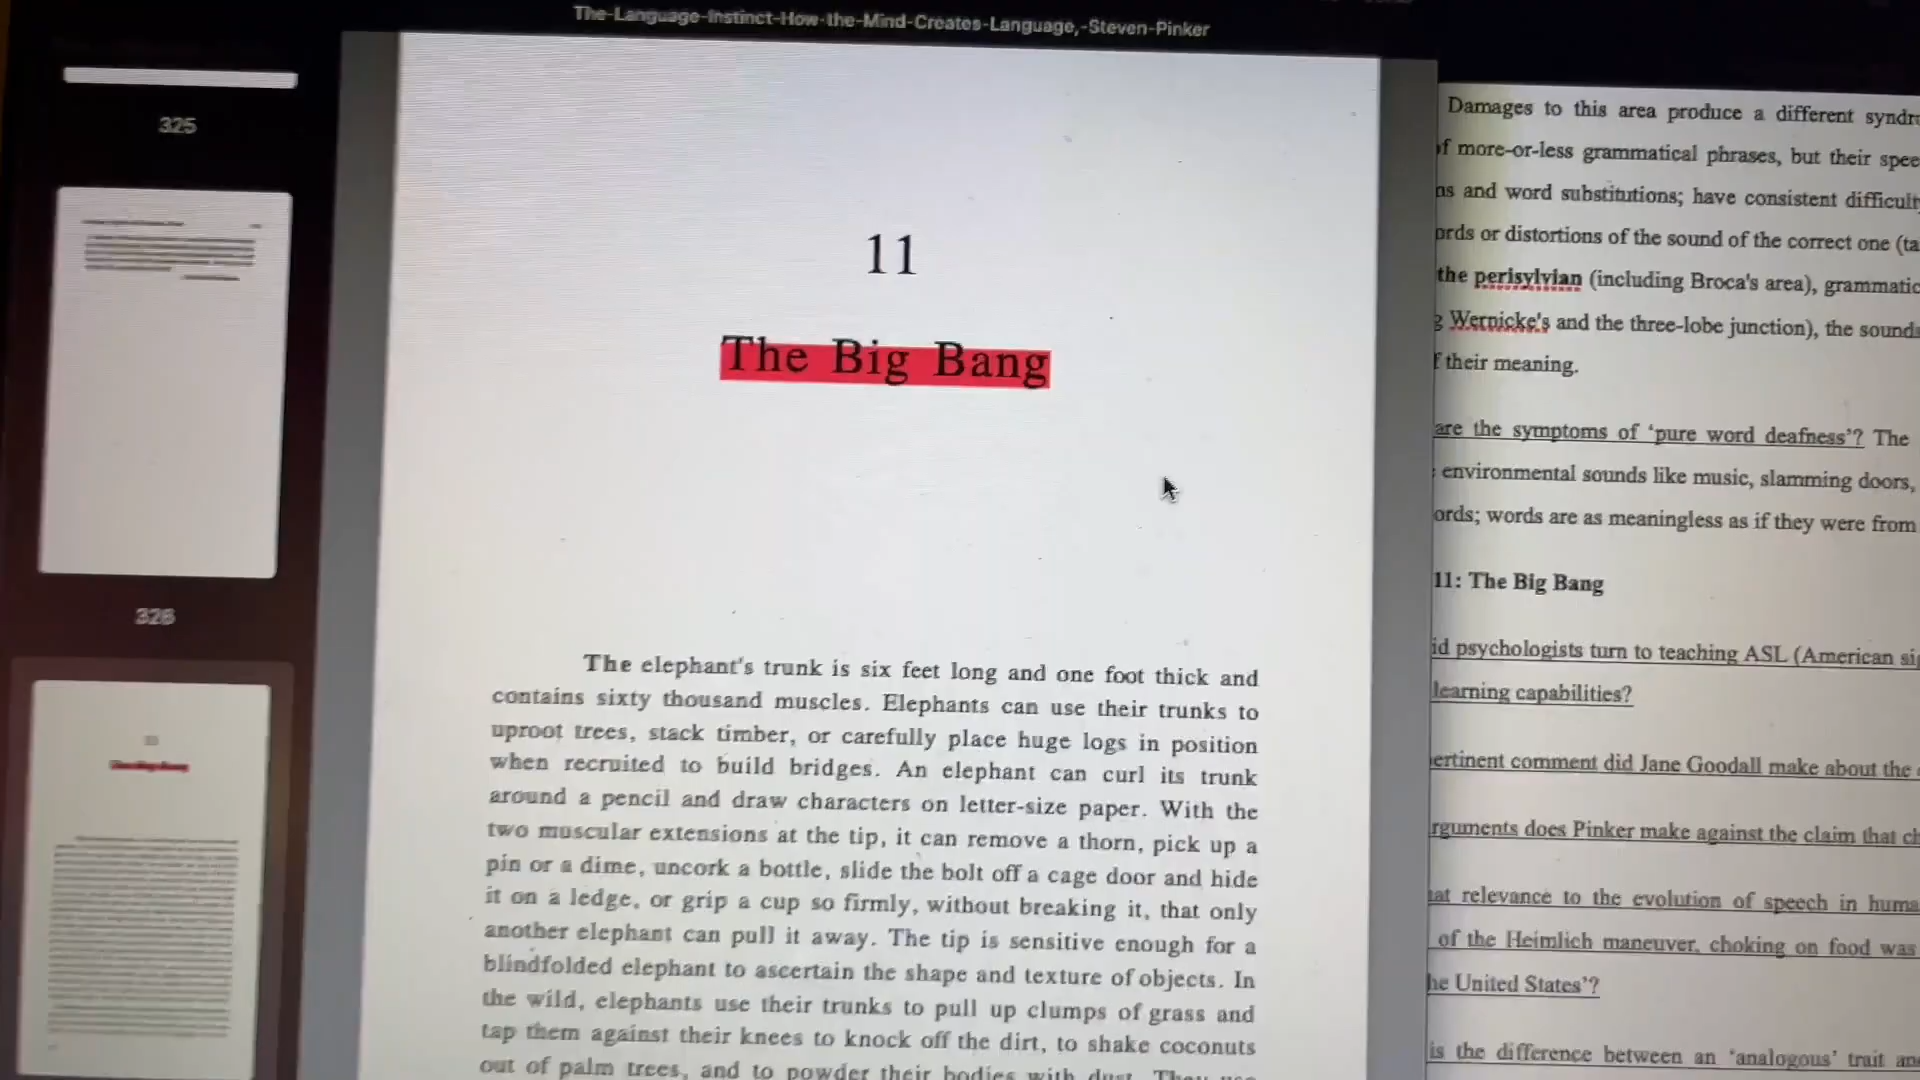 The-Language-Instinct-How-the-Mind-Creates-Language,-Steven-Pinker
325
326
11
The Big Bang
The elephant's trunk is six feet long and one foot thick and
contains sixty thousand muscles. Elephants can use their trunks to
uproot trees, stack timber, or carefully place huge logs in position
when recruited to build bridges. An elephant can curl its trunk
around a pencil and draw characters on letter-size paper. With the
two muscular extensions at the tip, it can remove a thorn, pick up a
pin or a dime, uncork a bottle, slide the bolt off a cage door and hide
it on a ledge, or grip a cup so firmly, without breaking it, that only
another elephant can pull it away. The tip is sensitive enough for a
blindfolded elephant to ascertain the shape and texture of objects. In
the wild, elephants use their trunks to pull up clumps of grass and
tap them against their knees to knock off the dirt, to shake coconuts
out of palm trees, and to powder their bodies with dust. They use
Damages to this area produce a different
of more-or-less grammatical phrases, but their
and word substitutions; have consistent
or distortions of the sound of the correct one
the perisylvian (including Broca's area),
Wernicke's and the three-lobe junction), the
their meaning.
are the symptoms of 'pure word deafness'? The
environmental sounds like music, slamming doors,
words are as meaningless as if they were from
11: The Big Bang
psychologists turn to teaching ASL (American
learning capabilities?
comment did Jane Goodall make about the
does Pinker make against the claim that
relevance to the evolution of speech in
of the Heimlich maneuver, choking on food was
United States'?
is the difference between an 'analogous' trait